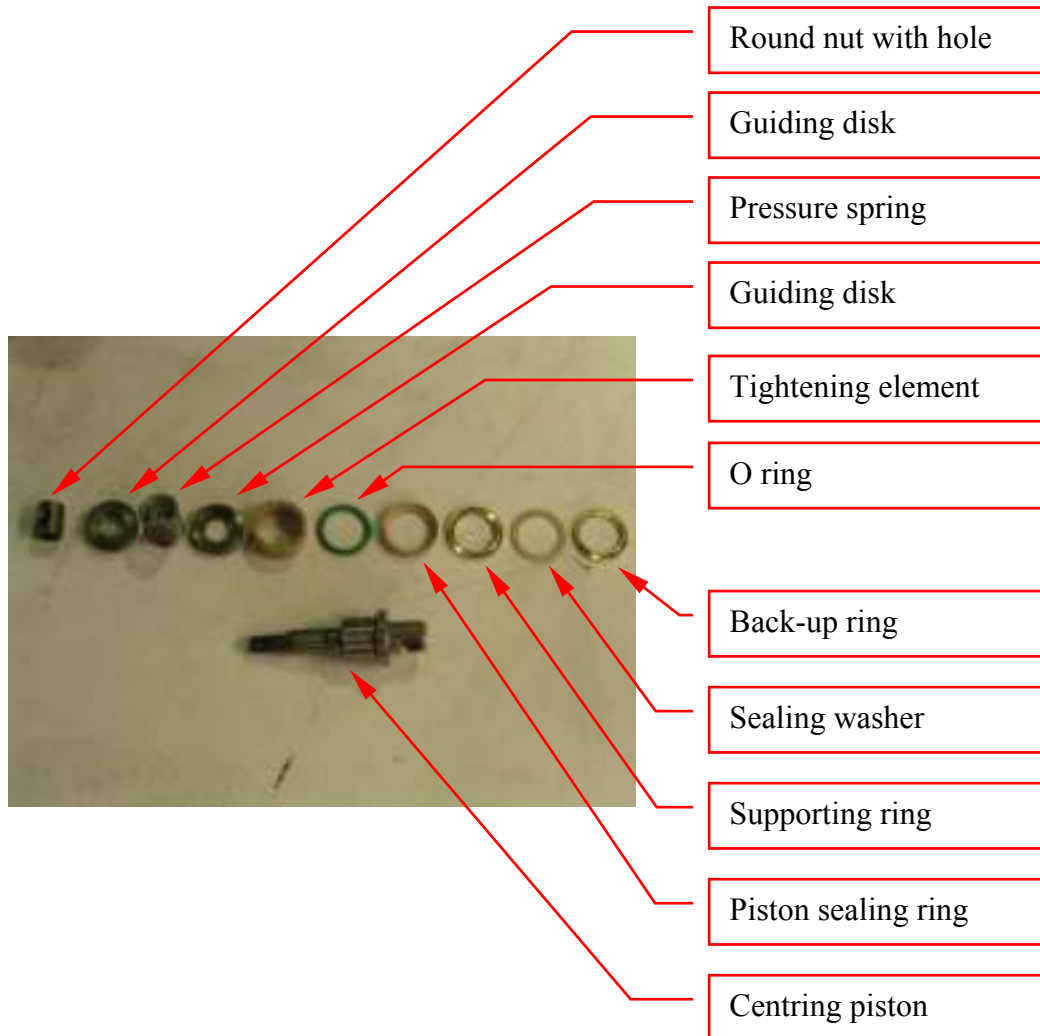 Round nut with hole
Guiding disk
Pressure spring
Guiding disk
Tightening element
O ring
Back-up ring
Sealing washer
Supporting ring
Piston sealing ring
Centring piston